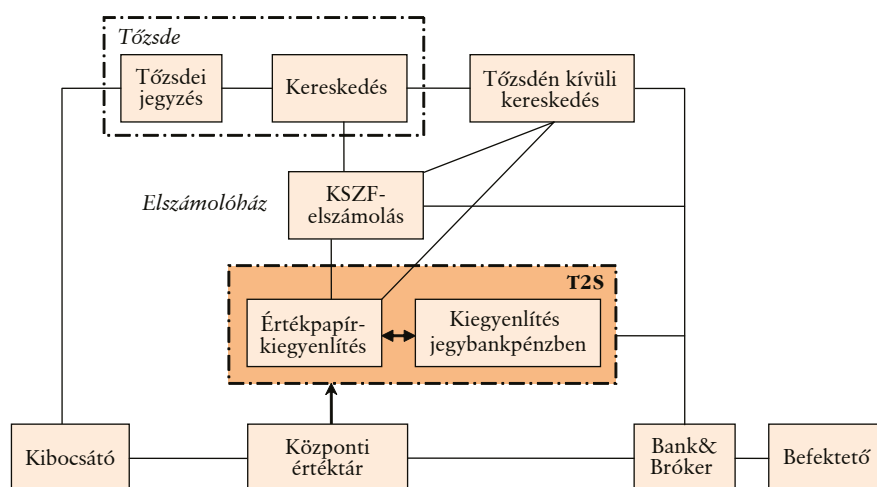 Tőzsde
Tőzsdei
jegyzés
Kereskedés
Tőzsdén kívüli
kereskedés
Elszámolóház
KSZF-
elszámolás
T2S
Értékpapír-
kiegyenlítés
Kiegyenlítés
jegybankpénzben
Kibocsátó
Központi
értéktár
Bank&
Bróker
Befektető